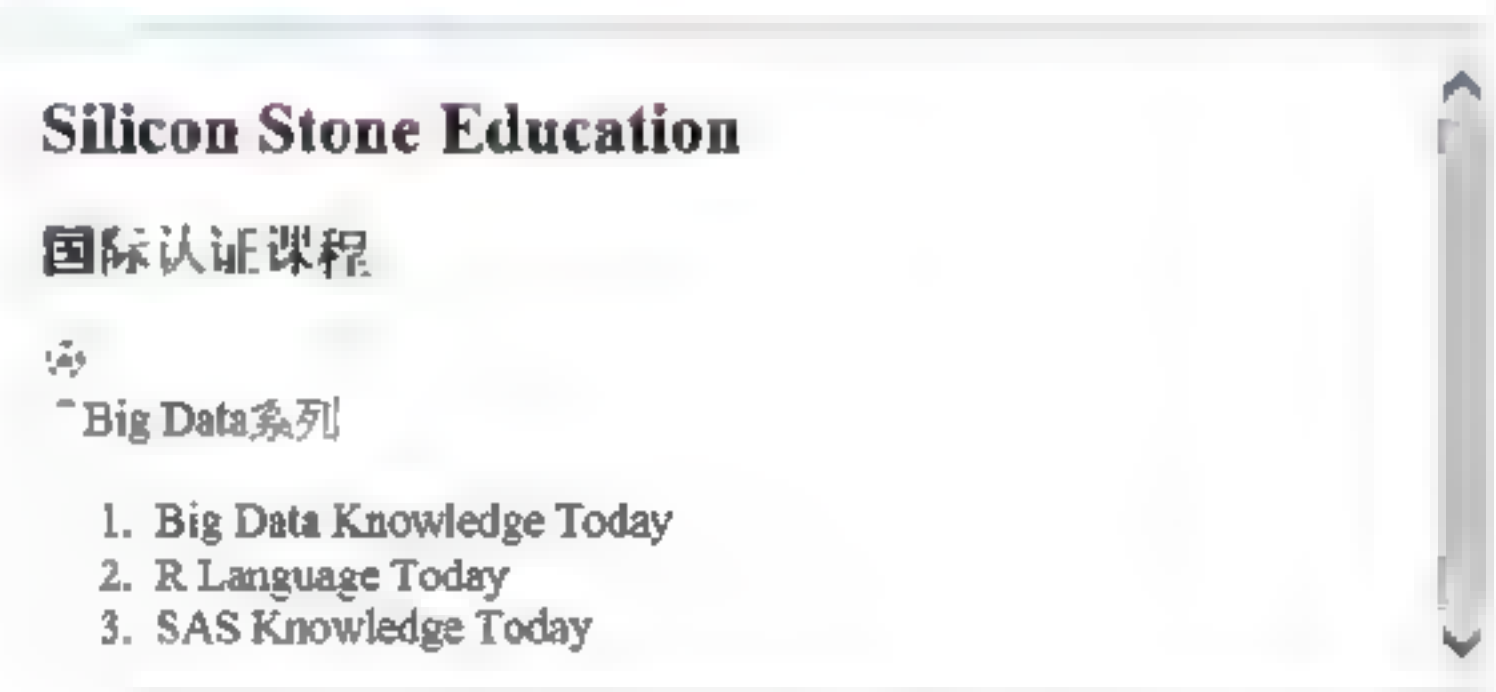 Silicon Stone Education
国际认证课程
Big Data系列
1. Big Data Knowledge Today
2. R Language Today
3. SAS Knowledge Today